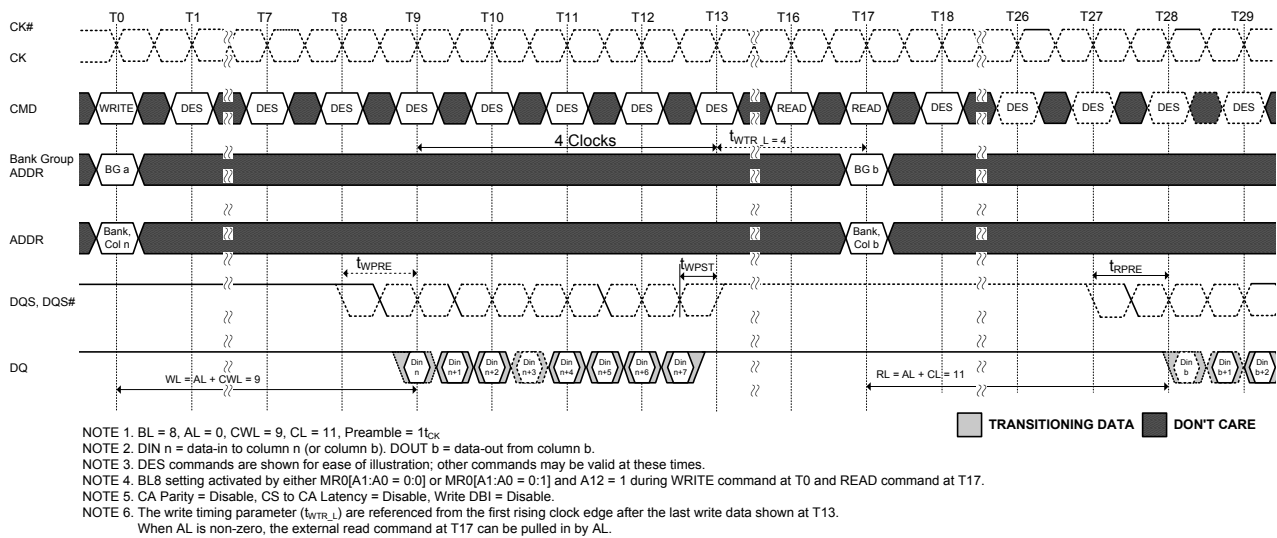 T0 T1 T7 T8 T9 T10 T11 T12 T13 T16 T17 T18 T26 T27 T28 T29
CK#
CK
CMD WRITE DES DES DES DES DES DES DES DES READ READ DES DES DES DES DES
4 Clocks tWTR_L = 4
Bank Group
ADDR
BG a BG b
ADDR
Bank, Col n
Bank, Col b
tWPRE tWPST tRPRE
DQS, DQS#
DQ
Din n
Din n+1
Din n+2
Din n+3
Din n+4
Din n+5
Din n+6
Din n+7
Din b
Din b+1
Din b+2
WL = AL + CWL = 9
RL = AL + CL = 11
TRANSITIONING DATA DON'T CARE
NOTE 1. BL = 8, AL = 0, CWL = 9, CL = 11, Preamble = 1tCK
NOTE 2. DIN n = data-in to column n (or column b). DOUT b = data-out from column b.
NOTE 3. DES commands are shown for ease of illustration; other commands may be valid at these times.
NOTE 4. BL8 setting activated by either MR0[A1:A0 = 0:0] or MR0[A1:A0 = 0:1] and A12 = 1 during WRITE command at T0 and READ command at T17.
NOTE 5. CA Parity = Disable, CS to CA Latency = Disable, Write DBI = Disable.
NOTE 6. The write timing parameter (tWTR_L) are referenced from the first rising clock edge after the last write data shown at T13.
When AL is non-zero, the external read command at T17 can be pulled in by AL.